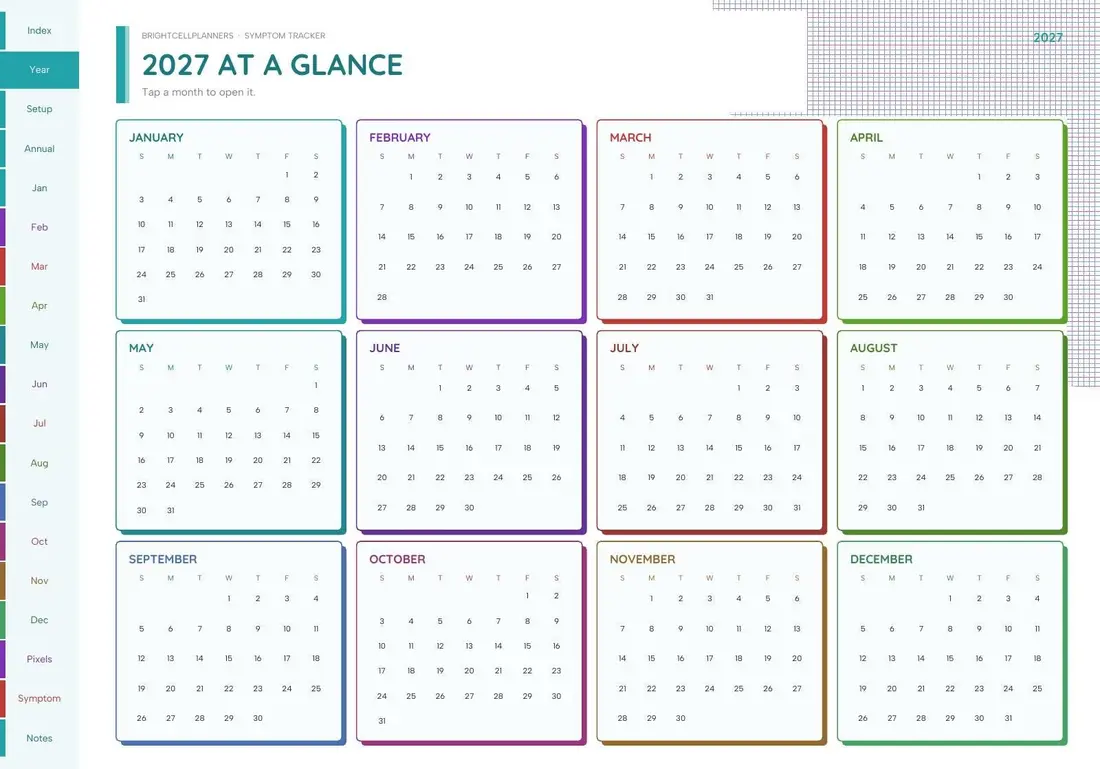 Index
Year
Setup
Annual
Jan
Feb
Mar
Apr
May
Jun
Jul
Aug
Sep
Oct
Nov
Dec
Pixels
Symptom
Notes
BRIGHTCELLPLANNERS · SYMPTOM TRACKER
2027 AT A GLANCE
Tap a month to open it.
2027
JANUARY
S M T W T F S
1 2
3 4 5 6 7 8 9
10 11 12 13 14 15 16
17 18 19 20 21 22 23
24 25 26 27 28 29 30
31
FEBRUARY
S M T W T F S
1 2 3 4 5 6
7 8 9 10 11 12 13
14 15 16 17 18 19 20
21 22 23 24 25 26 27
28
MARCH
S M T W T F S
1 2 3 4 5 6
7 8 9 10 11 12 13
14 15 16 17 18 19 20
21 22 23 24 25 26 27
28 29 30 31
APRIL
S M T W T F S
1 2 3
4 5 6 7 8 9 10
11 12 13 14 15 16 17
18 19 20 21 22 23 24
25 26 27 28 29 30
MAY
S M T W T F S
1
2 3 4 5 6 7 8
9 10 11 12 13 14 15
16 17 18 19 20 21 22
23 24 25 26 27 28 29
30 31
JUNE
S M T W T F S
1 2 3 4 5
6 7 8 9 10 11 12
13 14 15 16 17 18 19
20 21 22 23 24 25 26
27 28 29 30
JULY
S M T W T F S
1 2 3
4 5 6 7 8 9 10
11 12 13 14 15 16 17
18 19 20 21 22 23 24
25 26 27 28 29 30 31
AUGUST
S M T W T F S
1 2 3 4 5 6 7
8 9 10 11 12 13 14
15 16 17 18 19 20 21
22 23 24 25 26 27 28
29 30 31
SEPTEMBER
S M T W T F S
1 2 3 4
5 6 7 8 9 10 11
12 13 14 15 16 17 18
19 20 21 22 23 24 25
26 27 28 29 30
OCTOBER
S M T W T F S
1 2
3 4 5 6 7 8 9
10 11 12 13 14 15 16
17 18 19 20 21 22 23
24 25 26 27 28 29 30
31
NOVEMBER
S M T W T F S
1 2 3 4 5 6
7 8 9 10 11 12 13
14 15 16 17 18 19 20
21 22 23 24 25 26 27
28 29 30
DECEMBER
S M T W T F S
1 2 3 4
5 6 7 8 9 10 11
12 13 14 15 16 17 18
19 20 21 22 23 24 25
26 27 28 29 30 31